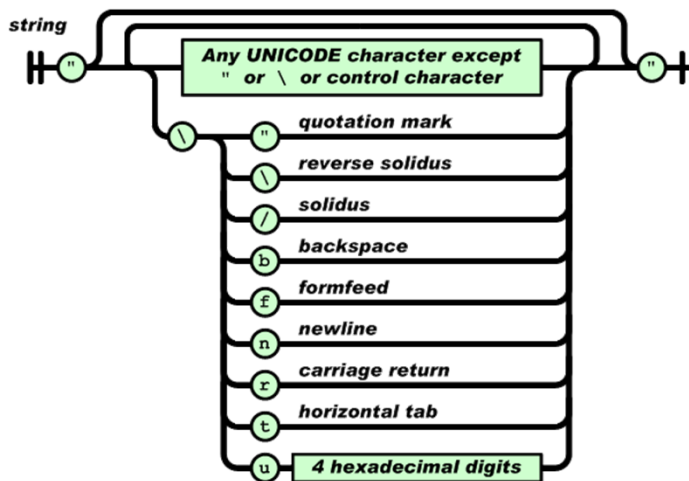 string
" Any UNICODE character except "
" or \ or control character
\ " quotation mark
\ reverse solidus
/ solidus
b backspace
f formfeed
n newline
r carriage return
t horizontal tab
u 4 hexadecimal digits